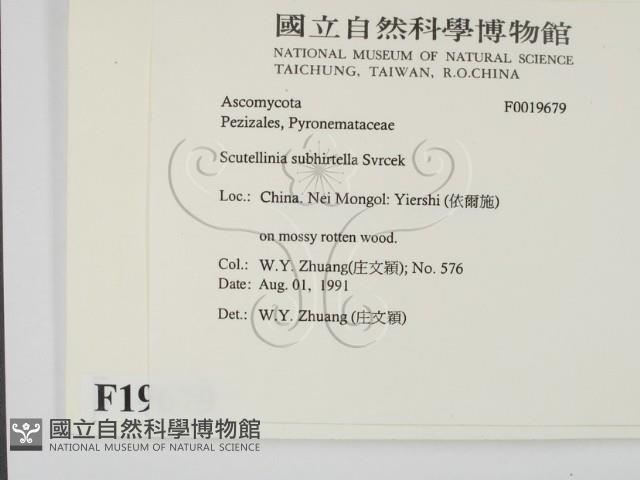 國立自然科學博物館
NATIONAL MUSEUM OF NATURAL SCIENCE
TAICHUNG, TAIWAN, R.O.CHINA
Ascomycota F0019679
Pezizales, Pyronemataceae
Scutellinia subhirtella Svrcek
Loc.: China. Nei Mongol: Yiershi (依爾施)
on mossy rotten wood.
Col.: W.Y. Zhuang(庄文穎); No. 576
Date: Aug. 01, 1991
Det.: W.Y. Zhuang (庄文穎)
F19
國立自然科學博物館
NATIONAL MUSEUM OF NATURAL SCIENCE